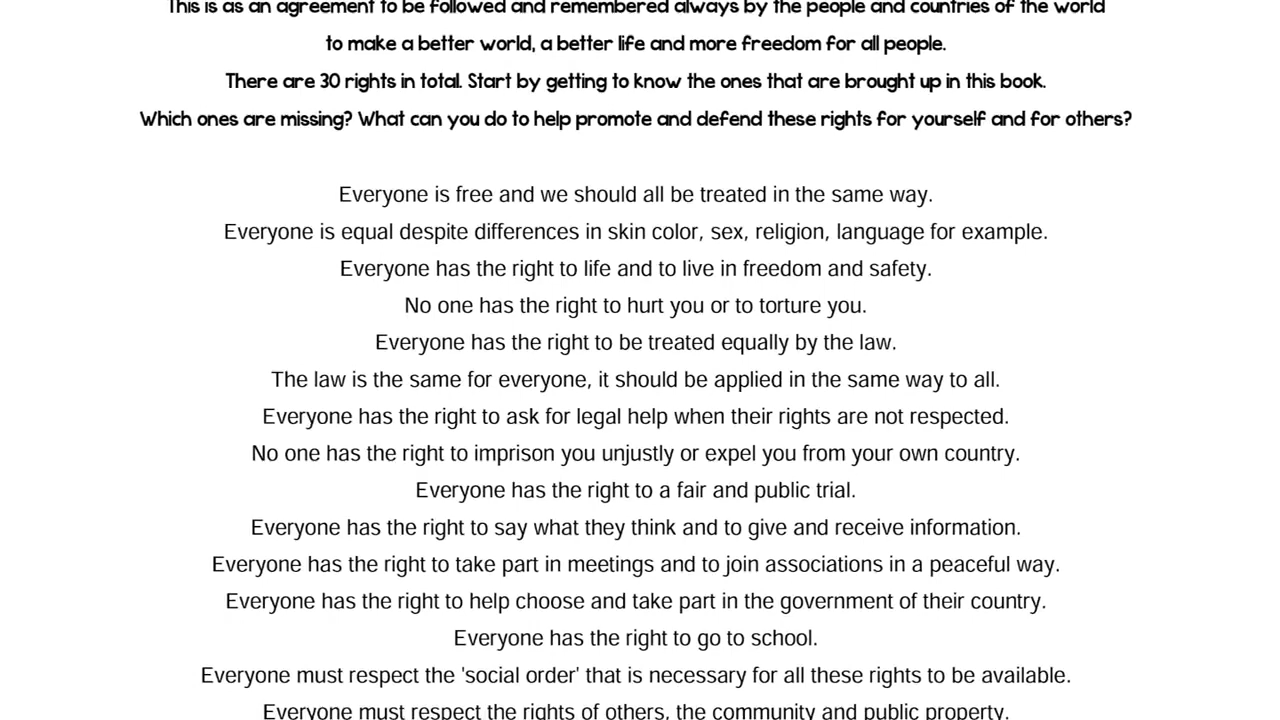 This is as an agreement to be followed and remembered always by the people and countries of the world
to make a better world, a better life and more freedom for all people.
There are 30 rights in total. Start by getting to know the ones that are brought up in this book.
Which ones are missing? What can you do to help promote and defend these rights for yourself and for others?
Everyone is free and we should all be treated in the same way.
Everyone is equal despite differences in skin color, sex, religion, language for example.
Everyone has the right to life and to live in freedom and safety.
No one has the right to hurt you or to torture you.
Everyone has the right to be treated equally by the law.
The law is the same for everyone, it should be applied in the same way to all.
Everyone has the right to ask for legal help when their rights are not respected.
No one has the right to imprison you unjustly or expel you from your own country.
Everyone has the right to a fair and public trial.
Everyone has the right to say what they think and to give and receive information.
Everyone has the right to take part in meetings and to join associations in a peaceful way.
Everyone has the right to help choose and take part in the government of their country.
Everyone has the right to go to school.
Everyone must respect the 'social order' that is necessary for all these rights to be available.
Everyone must respect the rights of others, the community and public property.